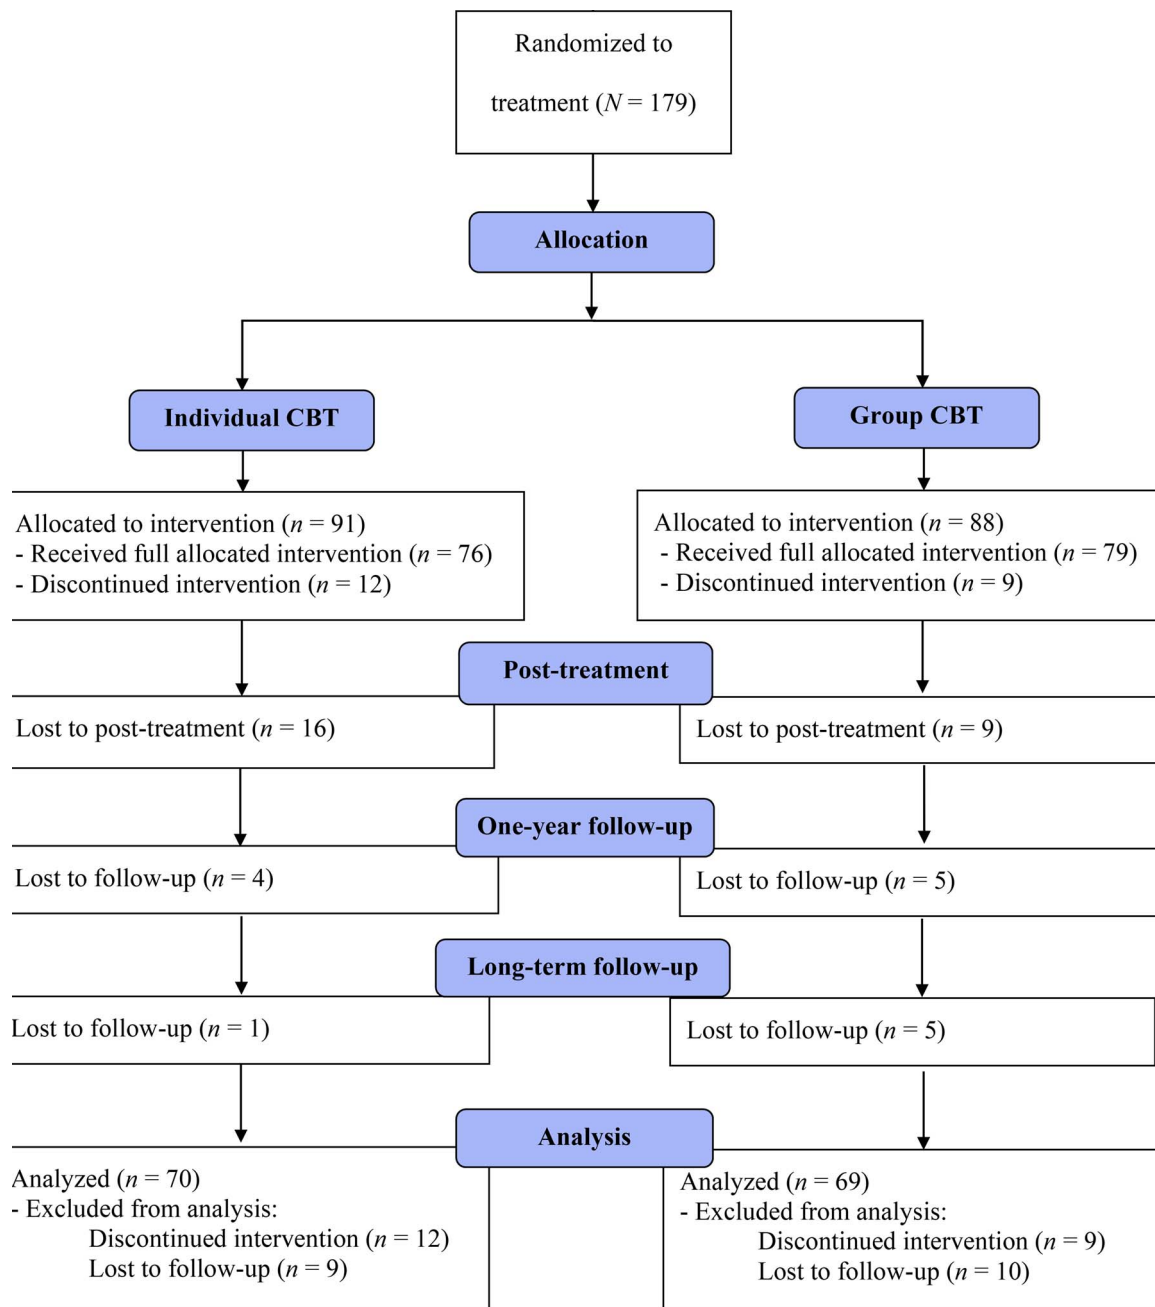 Randomized to
treatment (N = 179)
Allocation
Individual CBT
Group CBT
Allocated to intervention (n = 91)
- Received full allocated intervention (n = 76)
- Discontinued intervention (n = 12)
Allocated to intervention (n = 88)
- Received full allocated intervention (n = 79)
- Discontinued intervention (n = 9)
Post-treatment
Lost to post-treatment (n = 16)
Lost to post-treatment (n = 9)
One-year follow-up
Lost to follow-up (n = 4)
Lost to follow-up (n = 5)
Long-term follow-up
Lost to follow-up (n = 1)
Lost to follow-up (n = 5)
Analysis
Analyzed (n = 70)
- Excluded from analysis:
Discontinued intervention (n = 12)
Lost to follow-up (n = 9)
Analyzed (n = 69)
- Excluded from analysis:
Discontinued intervention (n = 9)
Lost to follow-up (n = 10)